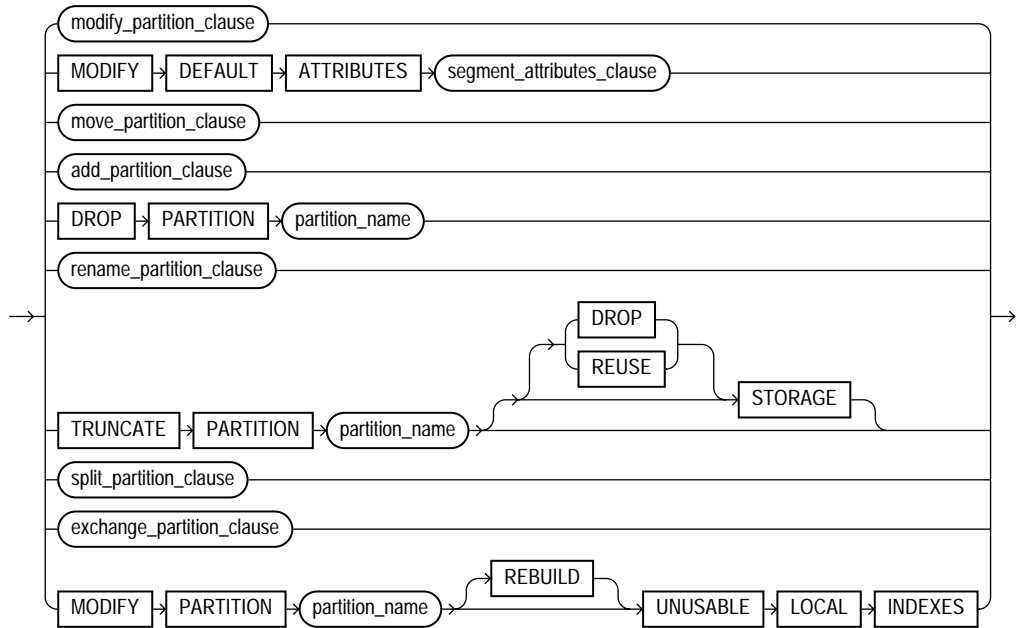 modify_partition_clause
MODIFY DEFAULT ATTRIBUTES segment_attributes_clause
move_partition_clause
add_partition_clause
DROP PARTITION partition_name
rename_partition_clause
DROP
REUSE
STORAGE
TRUNCATE PARTITION partition_name
split_partition_clause
exchange_partition_clause
REBUILD
MODIFY PARTITION partition_name UNUSABLE LOCAL INDEXES